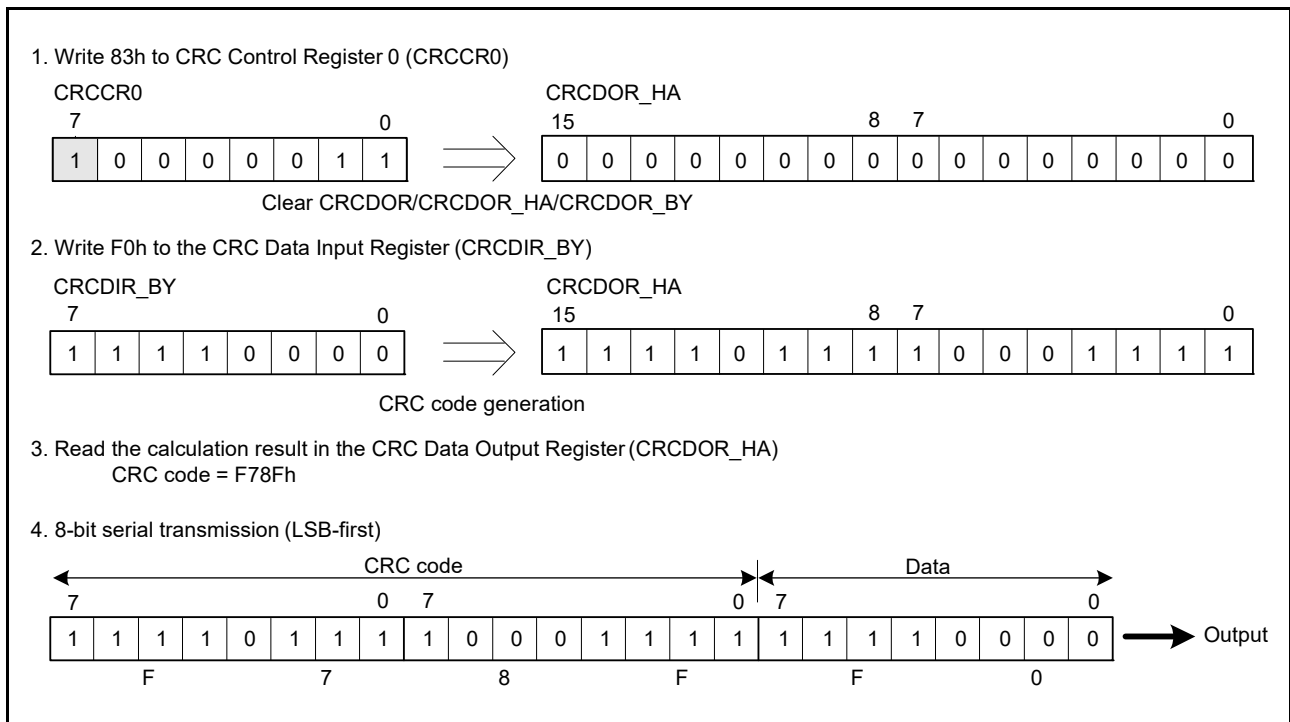 1. Write 83h to CRC Control Register 0 (CRCCR0)
CRCCR0 CRCDOR_HA
7 0 15 8 7 0
1 0 0 0 0 0 1 1 0 0 0 0 0 0 0 0 0 0 0 0 0 0 0 0
Clear CRCDOR/CRCDOR_HA/CRCDOR_BY
2. Write F0h to the CRC Data Input Register (CRCDIR_BY)
CRCDIR_BY CRCDOR_HA
7 0 15 8 7 0
1 1 1 1 0 0 0 0 1 1 1 1 0 1 1 1 1 0 0 0 1 1 1 1
CRC code generation
3. Read the calculation result in the CRC Data Output Register (CRCDOR_HA)
CRC code = F78Fh
4. 8-bit serial transmission (LSB-first)
CRC code Data
7 0 7 0 7 0
1 1 1 1 0 1 1 1 1 0 0 0 1 1 1 1 1 1 1 1 0 0 0 0 Output
F 7 8 F F 0